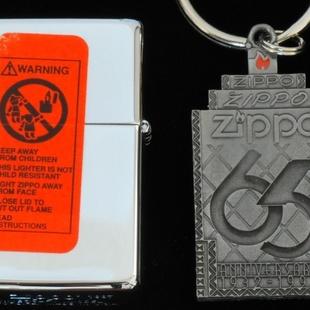 WARNING
KEEP AWAY
FROM CHILDREN
THIS LIGHTER IS NOT
CHILD RESISTANT
LIGHT ZIPPO AWAY
FROM FACE
CLOSE LID TO
PUT OUT FLAME
READ
INSTRUCTIONS
ZIPPO
ZIPPO
Zippo
65
ANNIVERSARY